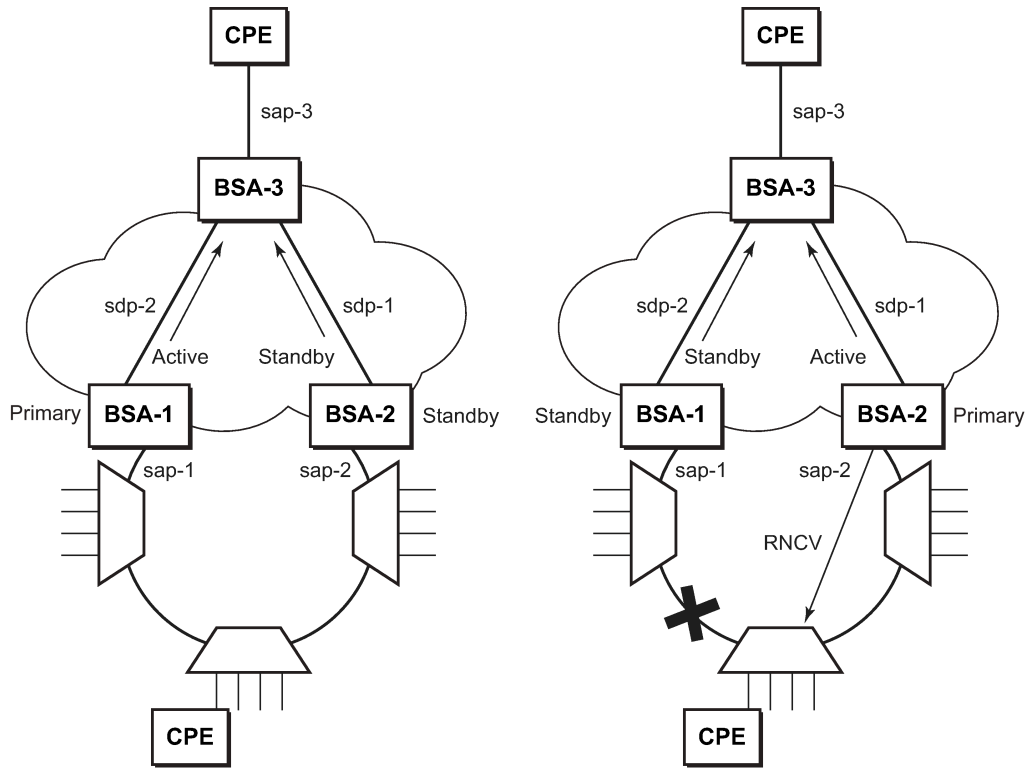 CPE
sap-3
BSA-3
sdp-2
sdp-1
Active
Standby
Primary
BSA-1
BSA-2
Standby
sap-1
sap-2
CPE
CPE
sap-3
BSA-3
sdp-2
sdp-1
Standby
Active
Standby
BSA-1
BSA-2
Primary
sap-1
sap-2
RNCV
CPE